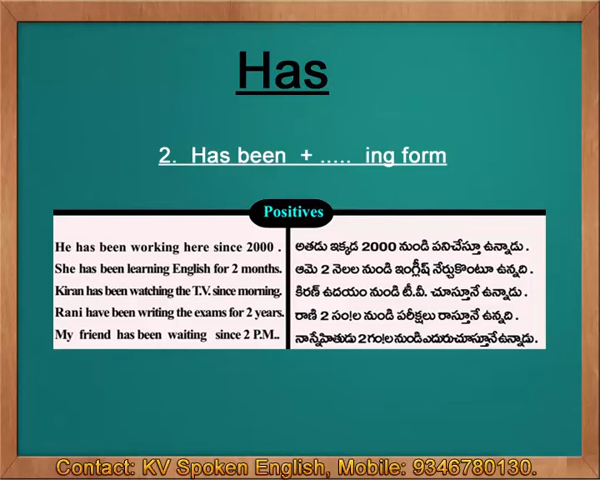 Has
2. Has been + ..... ing form
Positives
He has been working here since 2000 .
She has been learning English for 2 months.
Kiran has been watching the T.V. since morning.
Rani have been writing the exams for 2 years.
My friend has been waiting since 2 P.M..
అతడు ఇక్కడ 2000 నుండి పనిచేస్తూ ఉన్నాడు .
ఆమె 2 నెలల నుండి ఇంగ్లీష్ నేర్చుకొంటూ ఉన్నది .
కిరణ్ ఉదయం నుండి టీ.వీ. చూస్తూనే ఉన్నాడు .
రాణి 2 సం!!ల నుండి పరీక్షలు రాస్తూనే ఉన్నది .
నా స్నేహితుడు 2 గం!!ల నుండి ఎదురుచూస్తూనే ఉన్నాడు.
Contact: KV Spoken English, Mobile: 9346780130.